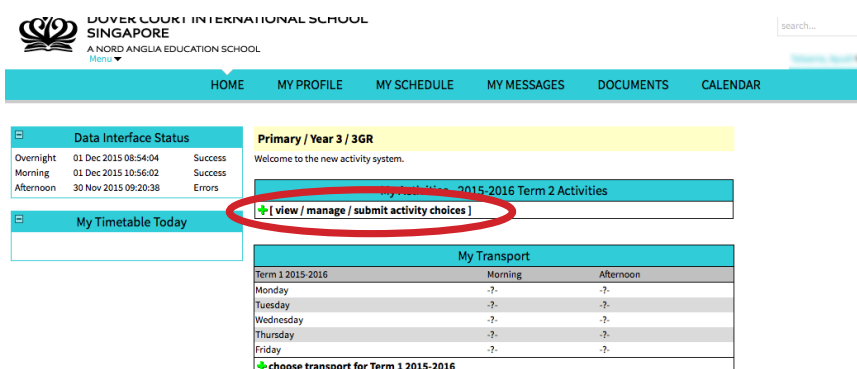 DOVER COURT INTERNATIONAL SCHOOL
SINGAPORE
A NORD ANGLIA EDUCATION SCHOOL
Menu
search...
HOME MY PROFILE MY SCHEDULE MY MESSAGES DOCUMENTS CALENDAR
Data Interface Status
Overnight 01 Dec 2015 08:54:04 Success
Morning 01 Dec 2015 10:56:02 Success
Afternoon 30 Nov 2015 09:20:38 Errors
My Timetable Today
Primary / Year 3 / 3GR
Welcome to the new activity system.
My Activities - 2015-2016 Term 2 Activities
[ view / manage / submit activity choices ]
My Transport
Term 1 2015-2016 Morning Afternoon
Monday -?- -?-
Tuesday -?- -?-
Wednesday -?- -?-
Thursday -?- -?-
Friday -?- -?-
choose transport for Term 1 2015-2016